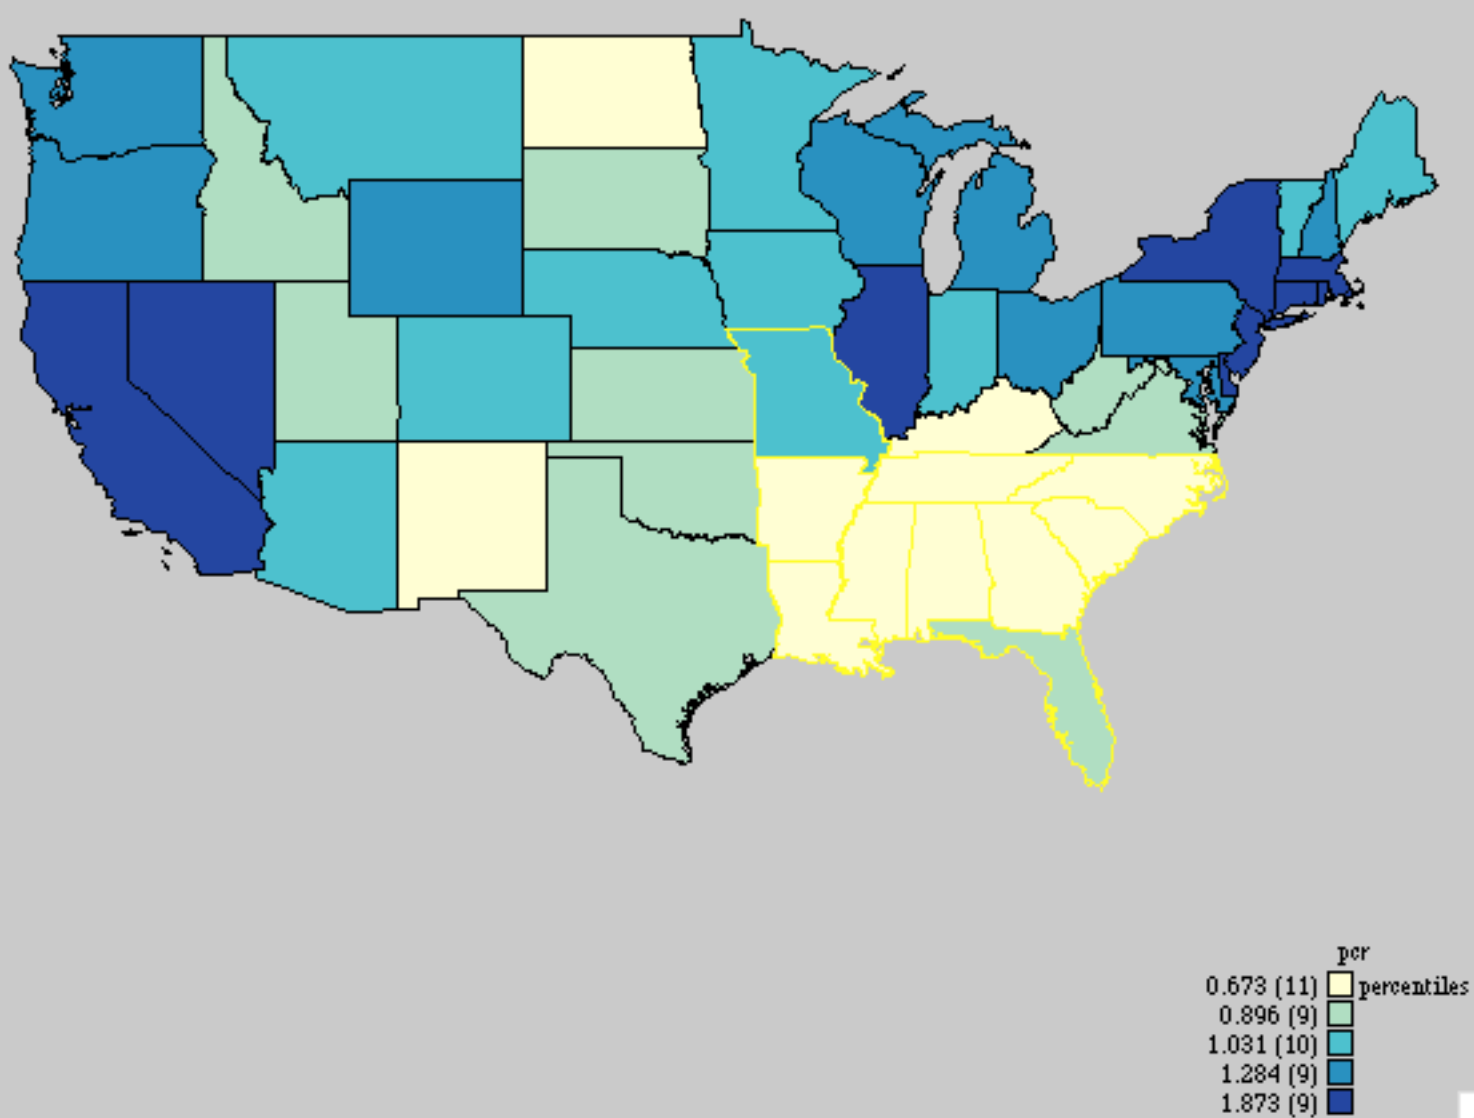 pcr
0.673 (11) percentiles
0.896 (9)
1.031 (10)
1.284 (9)
1.873 (9)